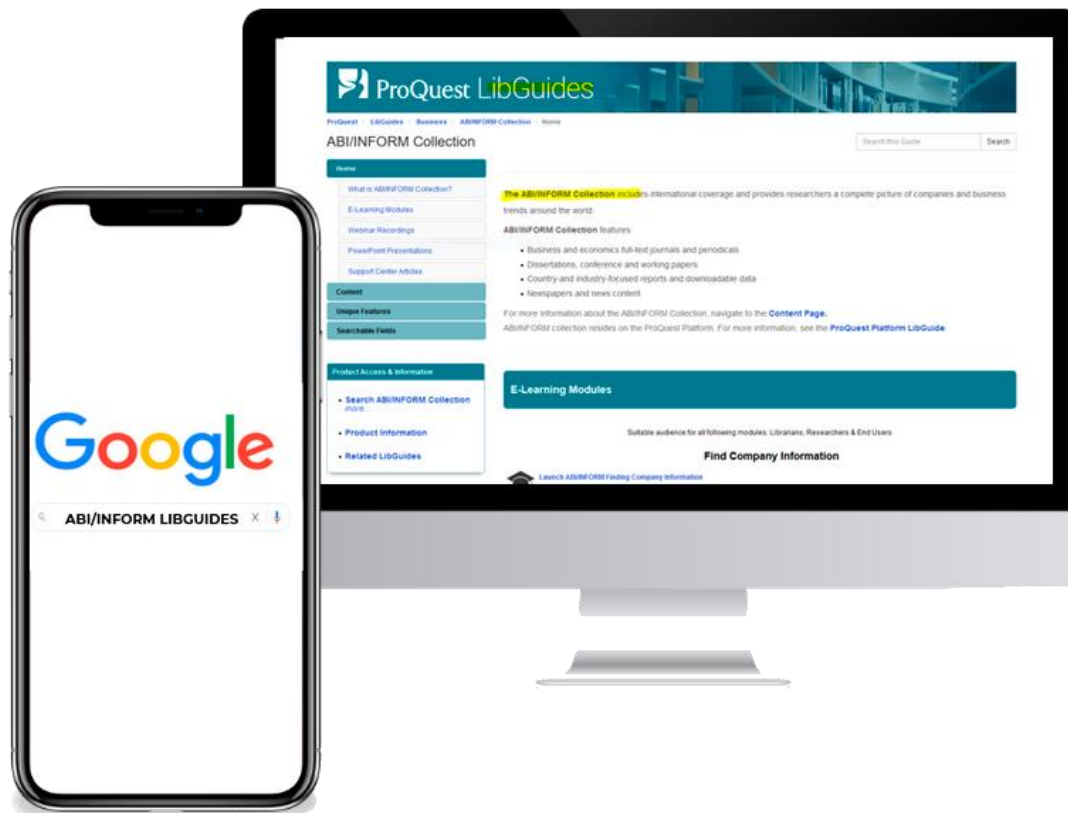 ProQuest LibGuides
ProQuest LibGuides Business ABI/INFORM Collection Home
ABI/INFORM Collection
Search this Guide Search
Home
What is ABI/INFORM Collection?
E-Learning Modules
Webinar Recordings
PowerPoint Presentations
Support Center Articles
Content
Unique Features
Searchable Fields
Product Access & Information
• Search ABI/INFORM Collection
more...
• Product Information
• Related LibGuides
The ABI/INFORM Collection includes international coverage and provides researchers a complete picture of companies and business
trends around the world.
ABI/INFORM Collection features
• Business and economics full-text journals and periodicals
• Dissertations, conference and working papers
• Country-and industry-focused reports and downloadable data
• Newspapers and news content
For more information about the ABI/INFORM Collection, navigate to the Content Page.
ABI/INFORM collection resides on the ProQuest Platform. For more information, see the ProQuest Platform LibGuide
E-Learning Modules
Suitable audience for all following modules: Librarians, Researchers & End Users
Find Company Information
Launch ABI/INFORM Finding Company Information
Google
ABI/INFORM LIBGUIDES X